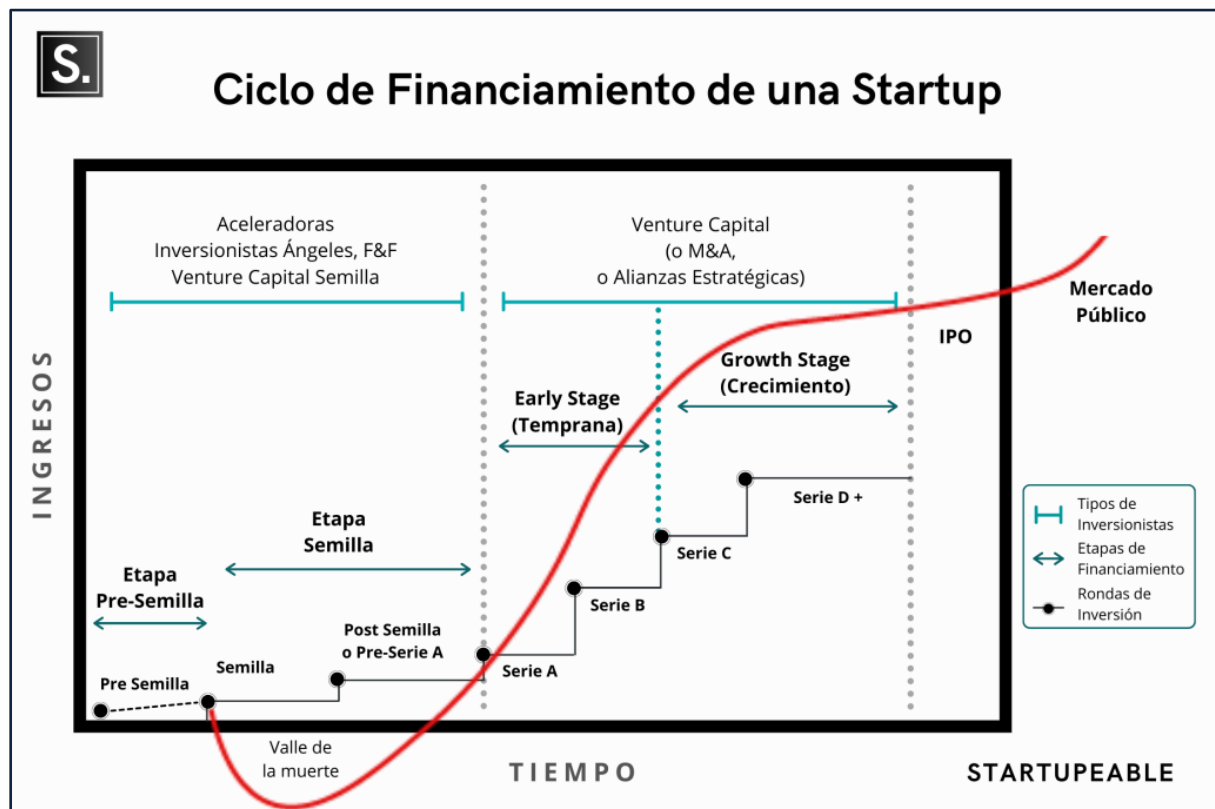 S.
Ciclo de Financiamiento de una Startup
Aceleradoras
Inversionistas Ángeles, F&F
Venture Capital Semilla
Venture Capital
(o M&A,
o Alianzas Estratégicas)
Mercado
Público
IPO
Growth Stage
(Crecimiento)
Early Stage
(Temprana)
INGRESOS
Serie D +
Etapa
Semilla
Serie C
Etapa
Pre-Semilla
Serie B
Post Semilla
o Pre-Serie A
Serie A
Semilla
Pre Semilla
Tipos de
Inversionistas
Etapas de
Financiamiento
Rondas de
Inversión
Valle de
la muerte
TIEMPO
STARTUPEABLE